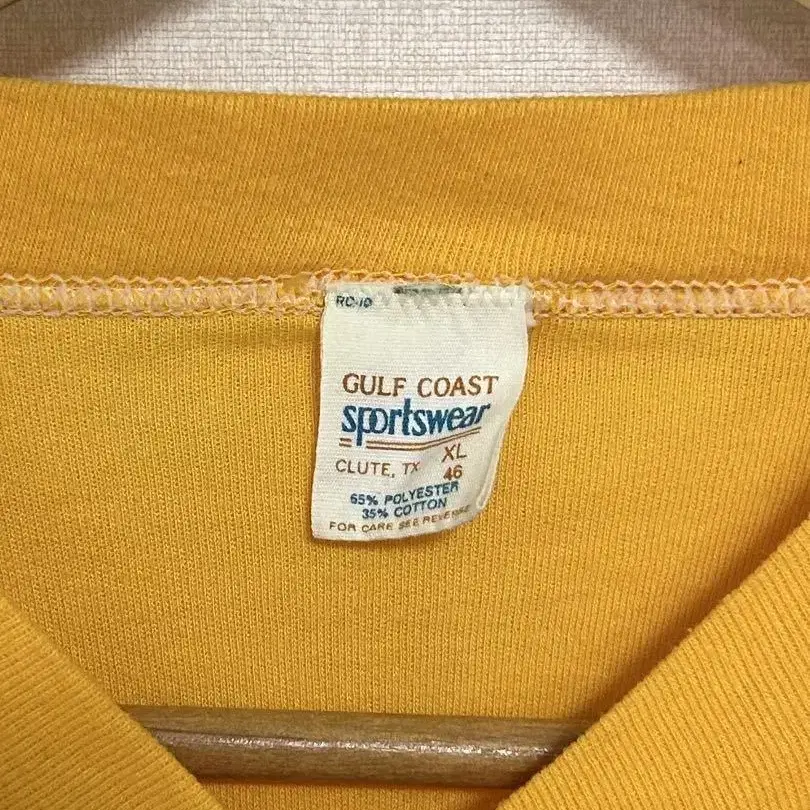 RC-10
GULF COAST
sportswear
XL
CLUTE, TX 46
65% POLYESTER
35% COTTON
FOR CARE SEE REVERSE